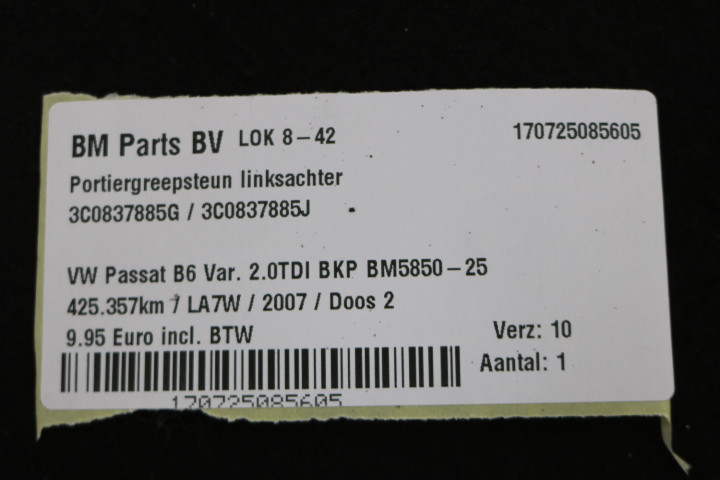 BM Parts BV LOK 8-42 170725085605
Portiergreepsteun linksachter
3C0837885G / 3C0837885J
VW Passat B6 Var. 2.0TDI BKP BM5850-25
425.357km / LA7W / 2007 / Doos 2
9.95 Euro incl. BTW Verz: 10
Aantal: 1
170725085605